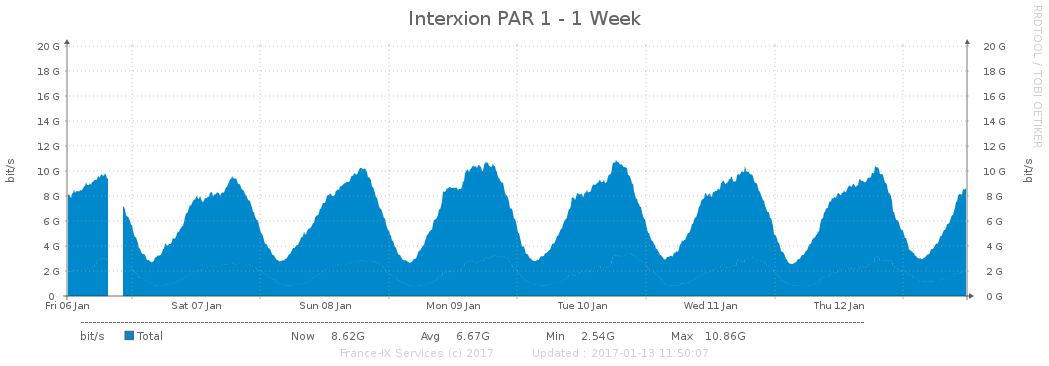 Interxion PAR 1 - 1 Week
RRDTOOL / TOBI OETIKER
20 G 20 G
18 G 18 G
16 G 16 G
14 G 14 G
12 G 12 G
10 G 10 G
8 G 8 G
6 G 6 G
4 G 4 G
2 G 2 G
0 0 G
bit/s
bit/s
Fri 06 Jan Sat 07 Jan Sun 08 Jan Mon 09 Jan Tue 10 Jan Wed 11 Jan Thu 12 Jan
bit/s Total Now 8.62G Avg 6.67G Min 2.54G Max 10.86G
France-IX Services (c) 2017 Updated : 2017-01-13 11:50:07